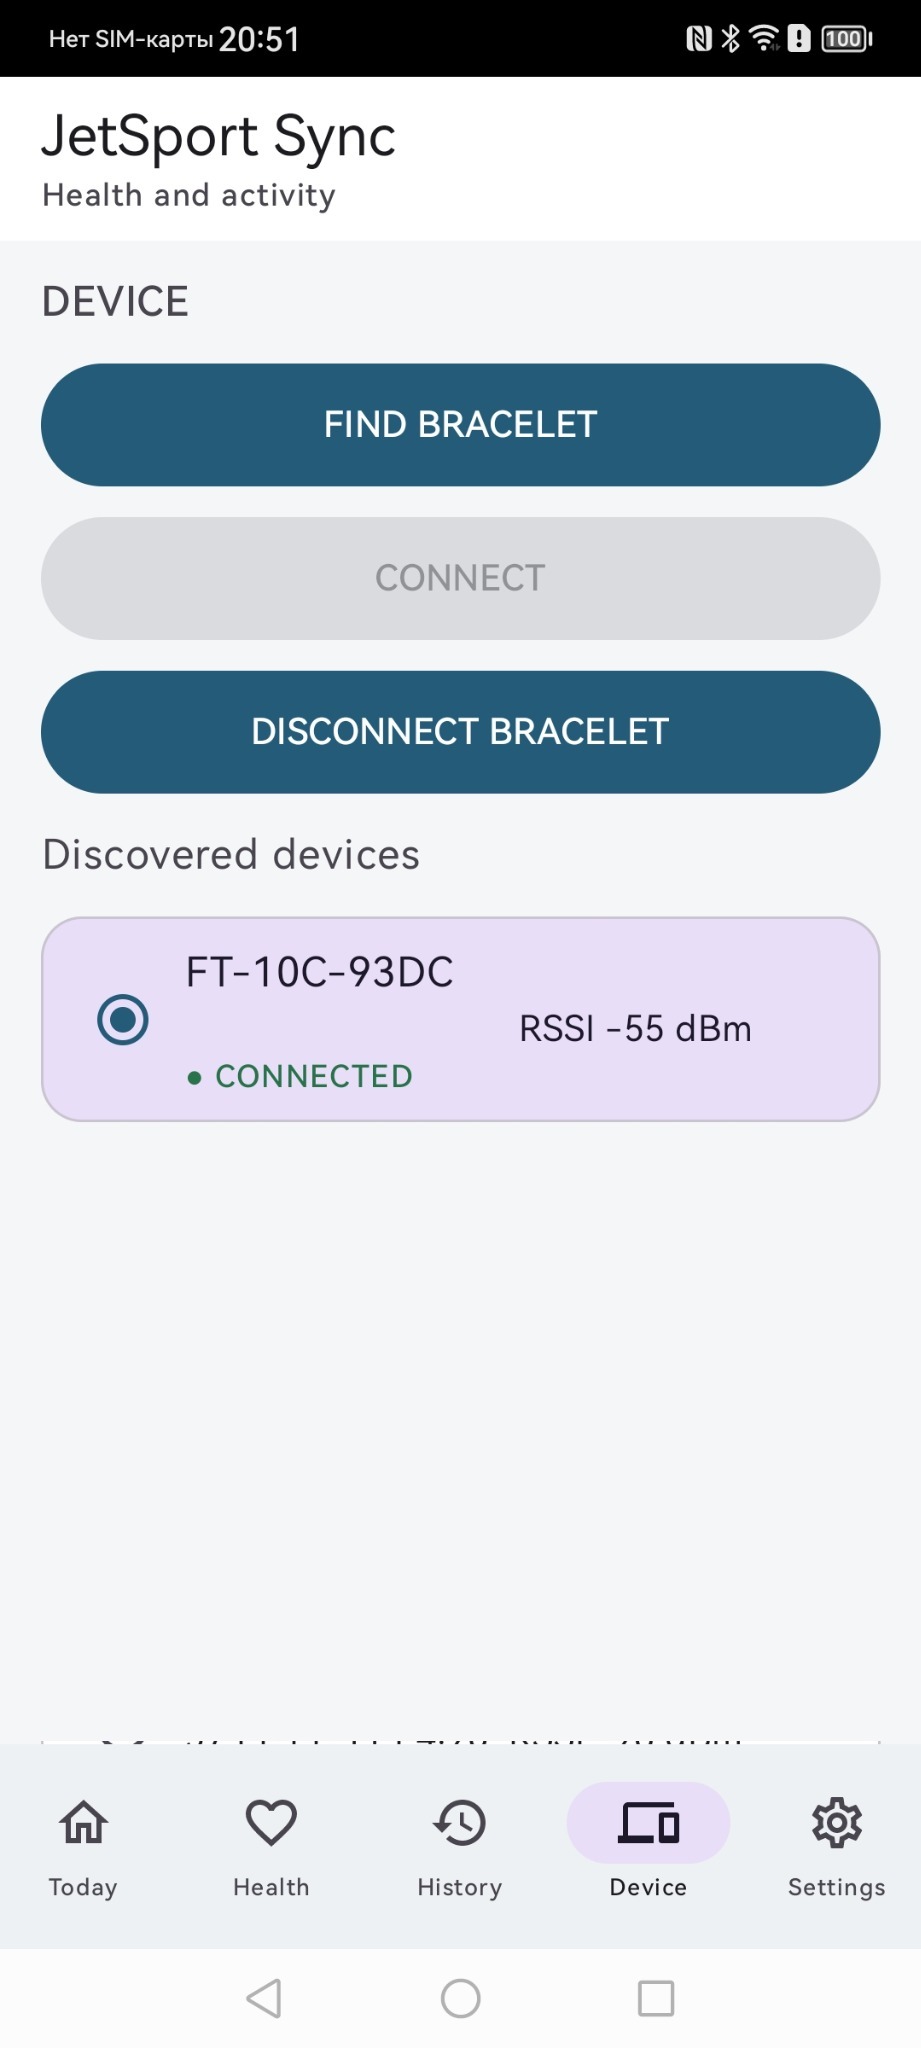 Нет SIM-карты 20:51
100
JetSport Sync
Health and activity
DEVICE
FIND BRACELET
CONNECT
DISCONNECT BRACELET
Discovered devices
FT-10C-93DC
RSSI -55 dBm
• CONNECTED
Today
Health
History
Device
Settings